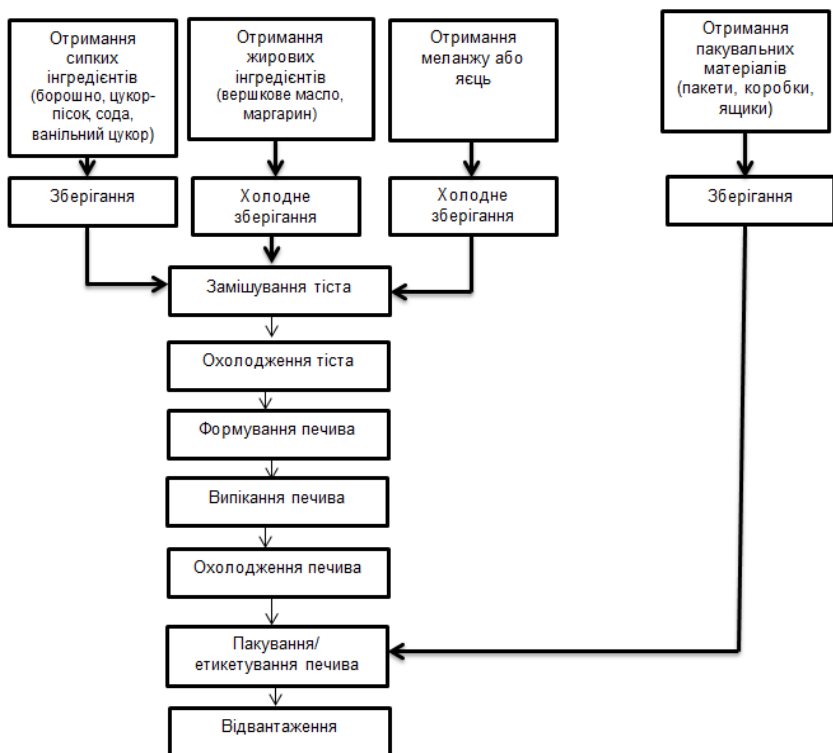 Отримання
сипких
інгредієнтів
(борошно, цукор-
пісок, сода,
ванільний цукор)
Отримання
жирових
інгредієнтів
(вершкове масло,
маргарин)
Отримання
меланжу або
яєць
Отримання
пакувальних
матеріалів
(пакети, коробки,
ящики)
Зберігання
Холодне
зберігання
Холодне
зберігання
Зберігання
Замішування тіста
Охолодження тіста
Формування печива
Випікання печива
Охолодження печива
Пакування/
етикетування печива
Відвантаження